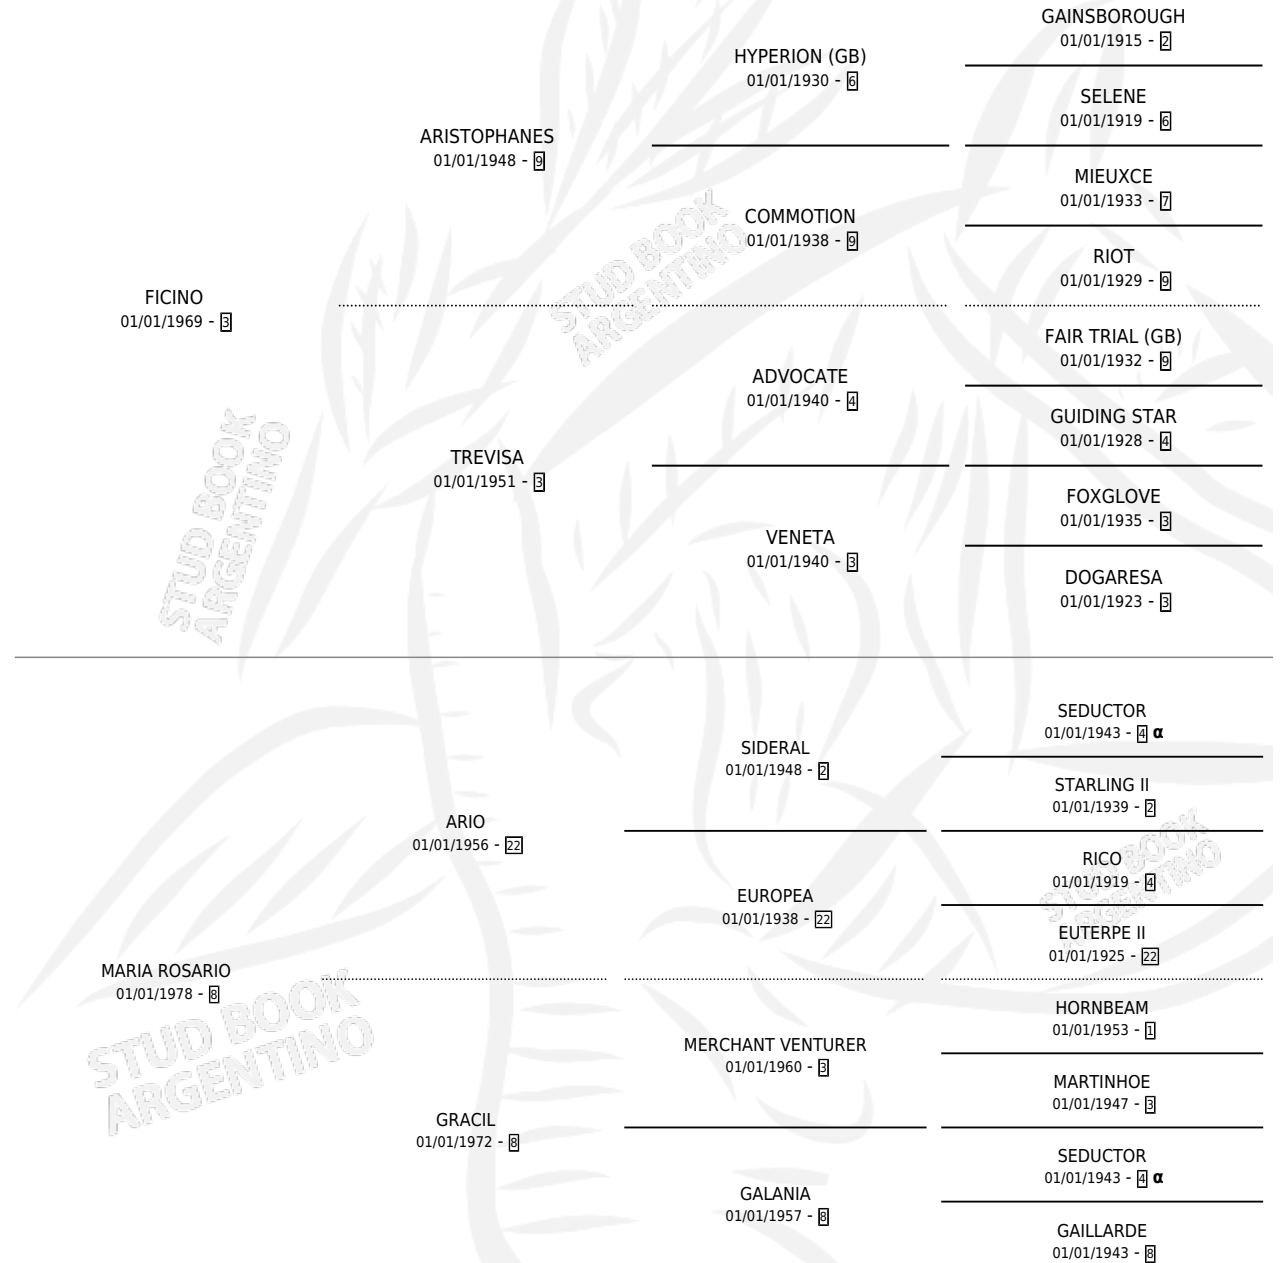 GAINSBOROUGH
01/01/1915 - 2
HYPERION (GB)
01/01/1930 - 6
SELENE
01/01/1919 - 6
ARISTOPHANES
01/01/1948 - 9
MIEUXCE
01/01/1933 - 7
COMMOTION
01/01/1938 - 9
RIOT
01/01/1929 - 9
FICINO
01/01/1969 - 3
FAIR TRIAL (GB)
01/01/1932 - 9
ADVOCATE
01/01/1940 - 4
GUIDING STAR
01/01/1928 - 4
TREVISA
01/01/1951 - 3
FOXGLOVE
01/01/1935 - 3
VENETA
01/01/1940 - 3
DOGARESA
01/01/1923 - 3
SEDUCTOR
01/01/1943 - 4 α
SIDERAL
01/01/1948 - 2
STARLING II
01/01/1939 - 2
ARIO
01/01/1956 - 22
RICO
01/01/1919 - 4
EUROPEA
01/01/1938 - 22
EUTERPE II
01/01/1925 - 22
MARIA ROSARIO
01/01/1978 - 8
HORNBEAM
01/01/1953 - 1
MERCHANT VENTURER
01/01/1960 - 3
MARTINHOE
01/01/1947 - 3
GRACIL
01/01/1972 - 8
SEDUCTOR
01/01/1943 - 4 α
GALANIA
01/01/1957 - 8
GAILLARDE
01/01/1943 - 8
STUD BOOK
ARGENTINO
STUD BOOK
ARGENTINO
STUD BOOK
ARGENTINO
STUD BOOK
ARGENTINO